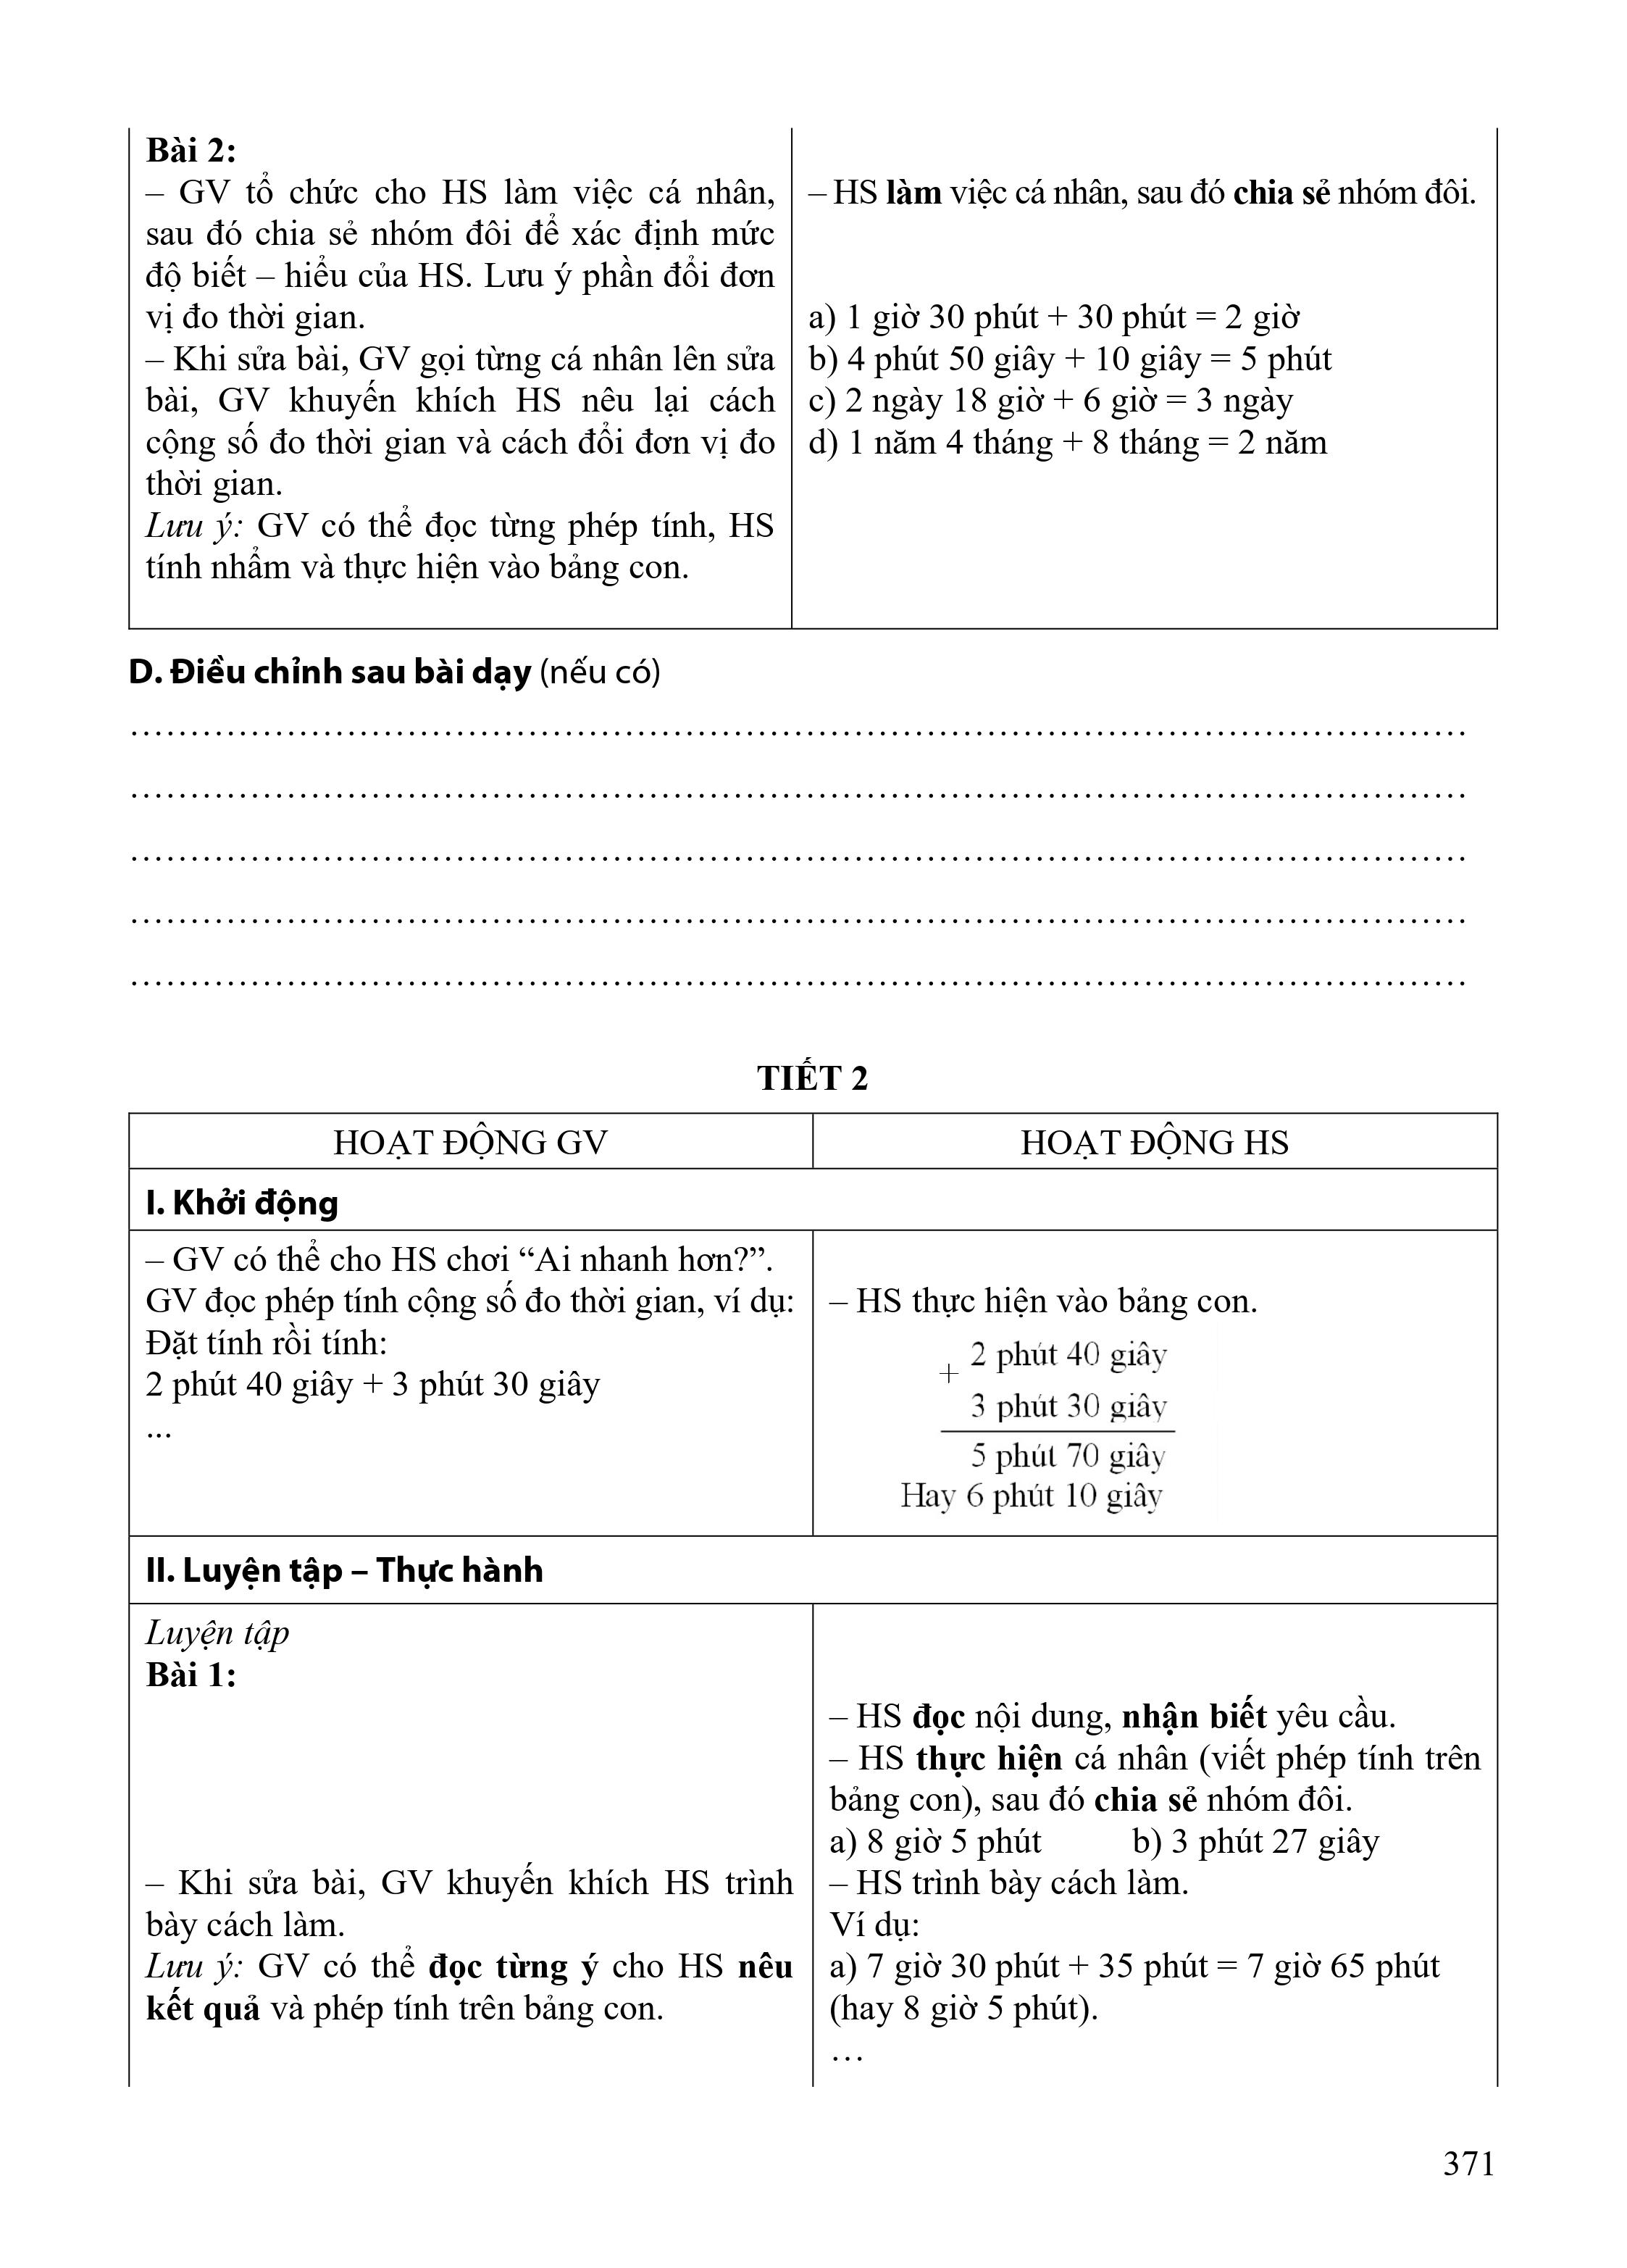 Bài 2:
– GV tổ chức cho HS làm việc cá nhân,
sau đó chia sẻ nhóm đôi để xác định mức
độ biết – hiểu của HS. Lưu ý phần đổi đơn
vị đo thời gian.
– Khi sửa bài, GV gọi từng cá nhân lên sửa
bài, GV khuyến khích HS nêu lại cách
cộng số đo thời gian và cách đổi đơn vị đo
thời gian.
Lưu ý: GV có thể đọc từng phép tính, HS
tính nhẩm và thực hiện vào bảng con.
– HS làm việc cá nhân, sau đó chia sẻ nhóm đôi.
a) 1 giờ 30 phút + 30 phút = 2 giờ
b) 4 phút 50 giây + 10 giây = 5 phút
c) 2 ngày 18 giờ + 6 giờ = 3 ngày
d) 1 năm 4 tháng + 8 tháng = 2 năm
D. Điều chỉnh sau bài dạy (nếu có)
TIẾT 2
HOẠT ĐỘNG GV
HOẠT ĐỘNG HS
I. Khởi động
– GV có thể cho HS chơi “Ai nhanh hơn?”.
GV đọc phép tính cộng số đo thời gian, ví dụ:
Đặt tính rồi tính:
2 phút 40 giây + 3 phút 30 giây
...
– HS thực hiện vào bảng con.
2 phút 40 giây
+
3 phút 30 giây
5 phút 70 giây
Hay 6 phút 10 giây
II. Luyện tập – Thực hành
Luyện tập
Bài 1:
– Khi sửa bài, GV khuyến khích HS trình
bày cách làm.
Lưu ý: GV có thể đọc từng ý cho HS nêu
kết quả và phép tính trên bảng con.
– HS đọc nội dung, nhận biết yêu cầu.
– HS thực hiện cá nhân (viết phép tính trên
bảng con), sau đó chia sẻ nhóm đôi.
a) 8 giờ 5 phút b) 3 phút 27 giây
– HS trình bày cách làm.
Ví dụ:
a) 7 giờ 30 phút + 35 phút = 7 giờ 65 phút
(hay 8 giờ 5 phút).
…
371